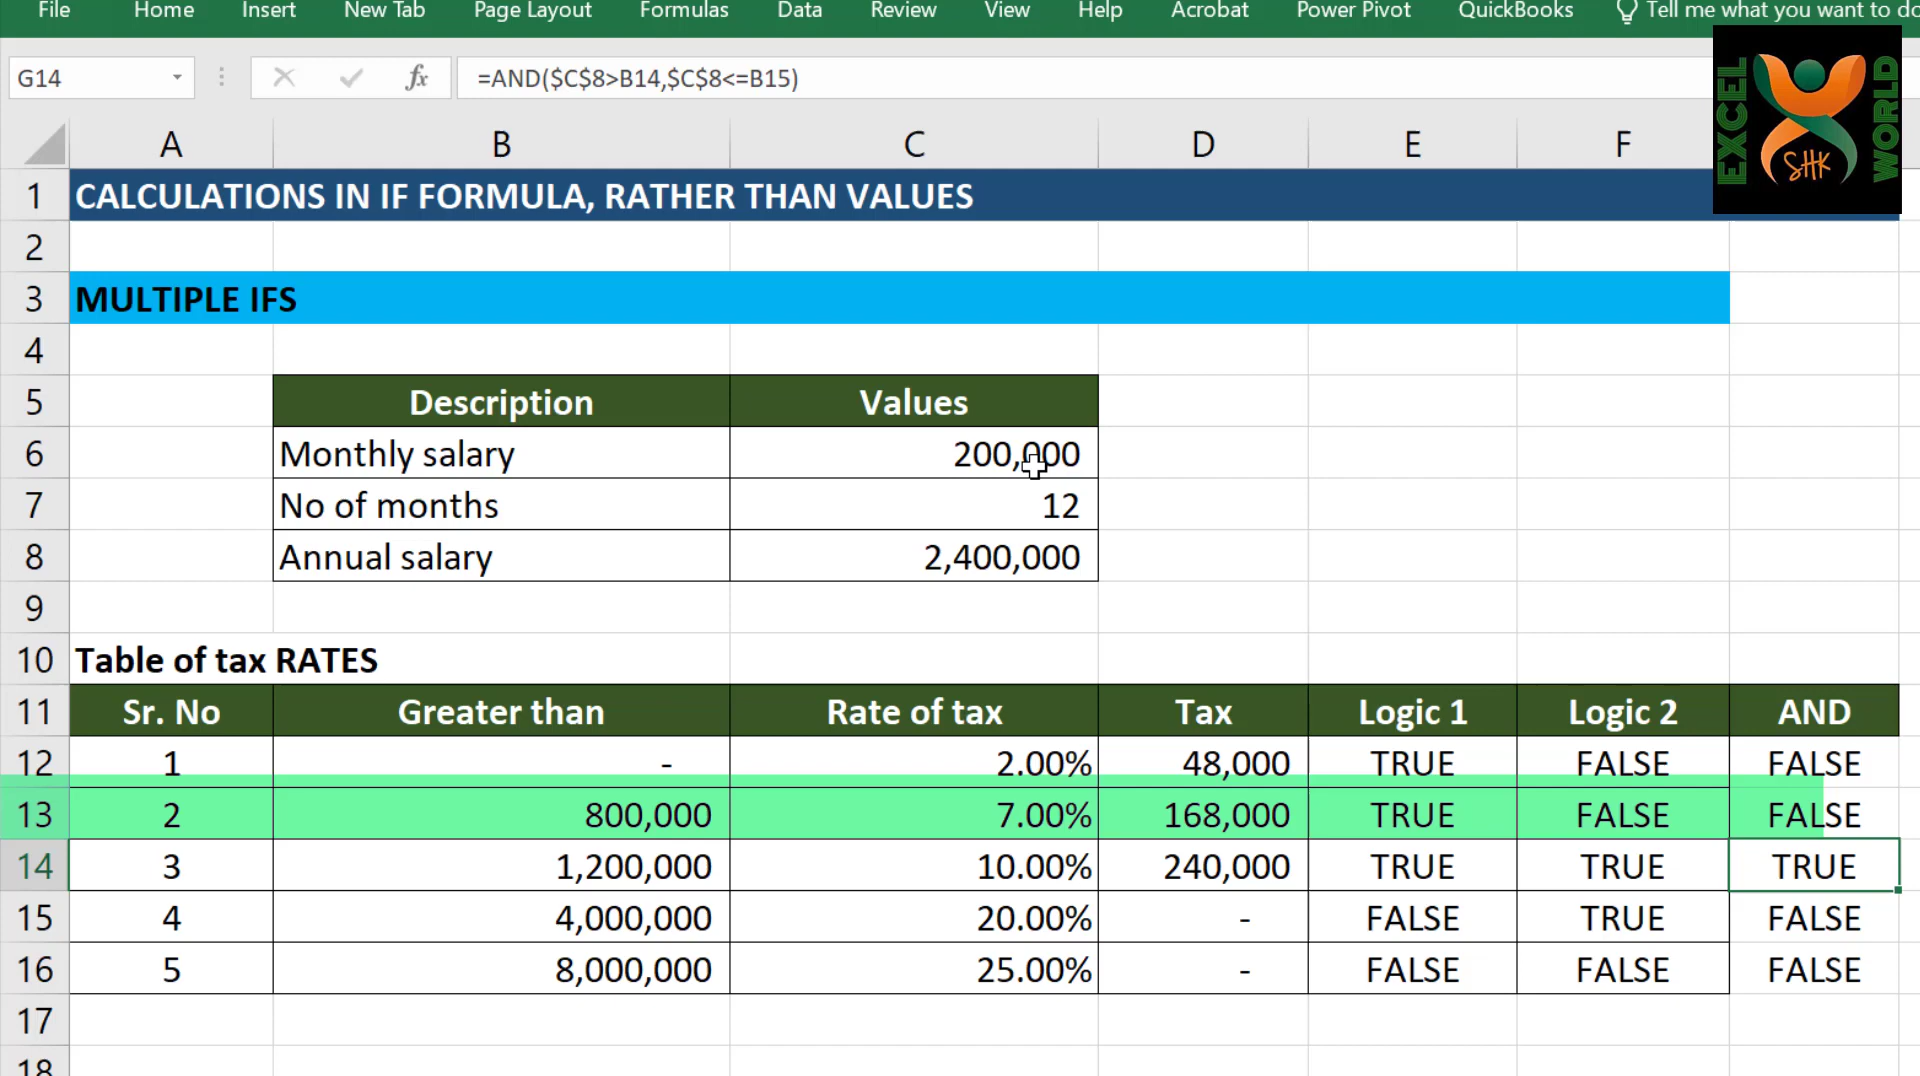 File Home Insert New Tab Page Layout Formulas Data Review View Help Acrobat Power Pivot QuickBooks Tell me what you want to do
G14 fx =AND($C$8>B14,$C$8<=B15)
EXCEL SHK WORLD
A B C D E F
1 CALCULATIONS IN IF FORMULA, RATHER THAN VALUES
2
3 MULTIPLE IFS
4
5 Description Values
6 Monthly salary 200,000
7 No of months 12
8 Annual salary 2,400,000
9
10 Table of tax RATES
11 Sr. No Greater than Rate of tax Tax Logic 1 Logic 2 AND
12 1 - 2.00% 48,000 TRUE FALSE FALSE
13 2 800,000 7.00% 168,000 TRUE FALSE FALSE
14 3 1,200,000 10.00% 240,000 TRUE TRUE TRUE
15 4 4,000,000 20.00% - FALSE TRUE FALSE
16 5 8,000,000 25.00% - FALSE FALSE FALSE
17
18